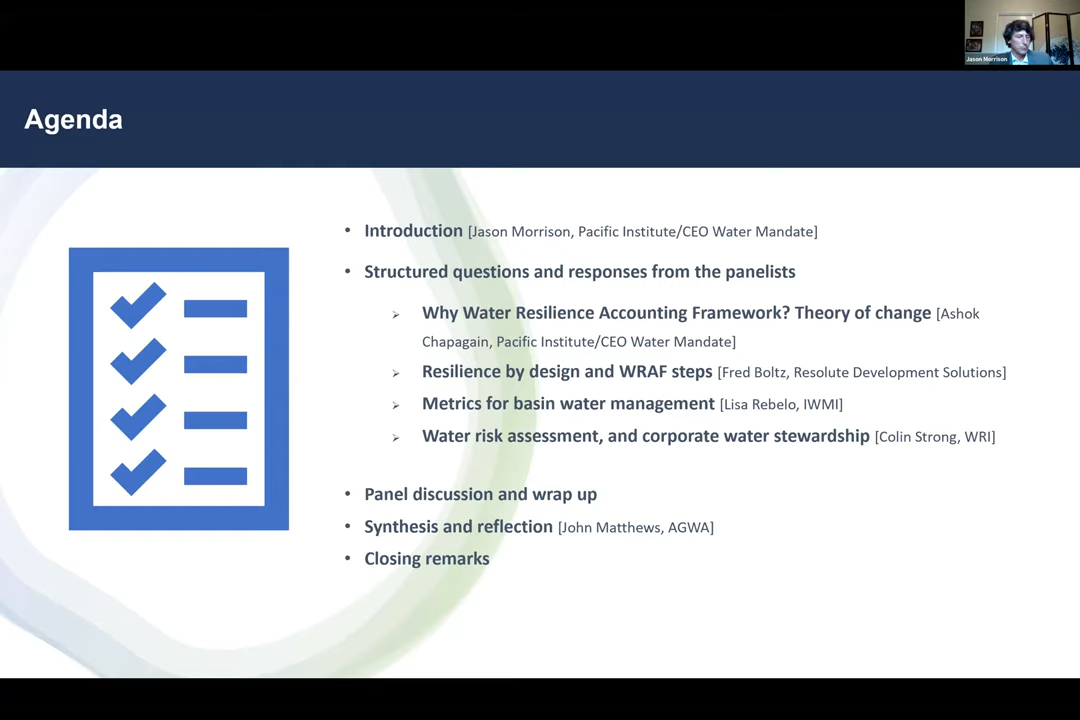 Jason Morrison
Agenda
• Introduction [Jason Morrison, Pacific Institute/CEO Water Mandate]
• Structured questions and responses from the panelists
➢ Why Water Resilience Accounting Framework? Theory of change [Ashok
Chapagain, Pacific Institute/CEO Water Mandate]
➢ Resilience by design and WRAF steps [Fred Boltz, Resolute Development Solutions]
➢ Metrics for basin water management [Lisa Rebelo, IWMI]
➢ Water risk assessment, and corporate water stewardship [Colin Strong, WRI]
• Panel discussion and wrap up
• Synthesis and reflection [John Matthews, AGWA]
• Closing remarks